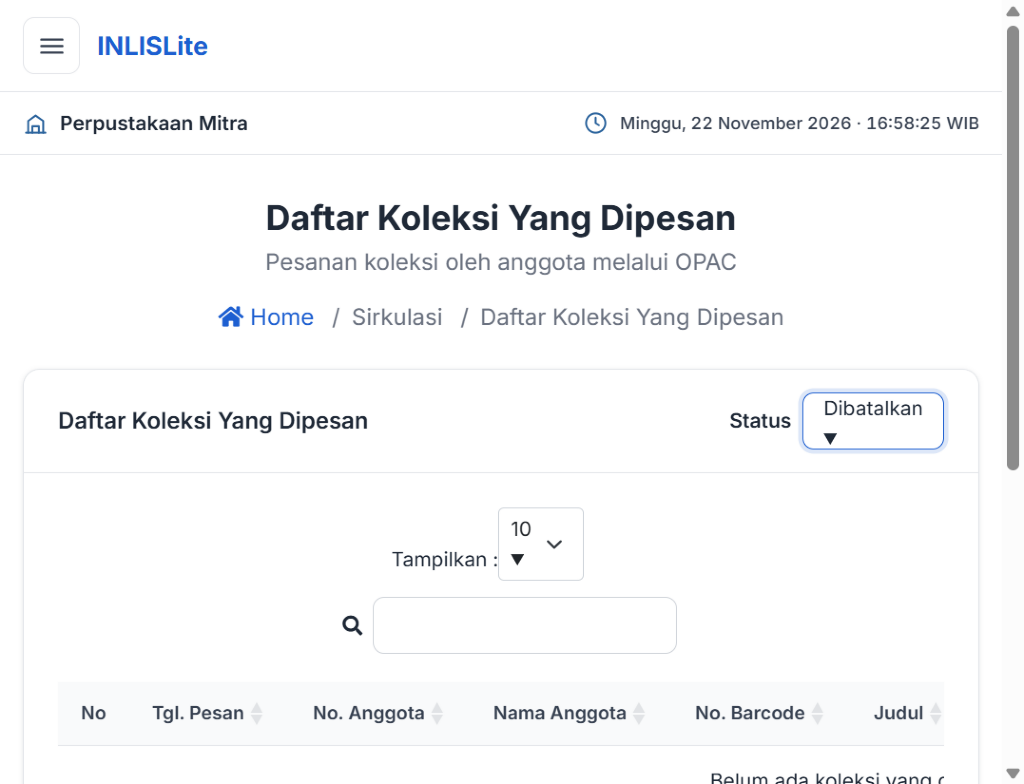 INLISLite
Perpustakaan Mitra
Minggu, 22 November 2026 · 16:58:25 WIB
Daftar Koleksi Yang Dipesan
Pesanan koleksi oleh anggota melalui OPAC
Home / Sirkulasi / Daftar Koleksi Yang Dipesan
Daftar Koleksi Yang Dipesan
Status
Dibatalkan
Tampilkan :
10
No
Tgl. Pesan
No. Anggota
Nama Anggota
No. Barcode
Judul
Belum ada koleksi yang